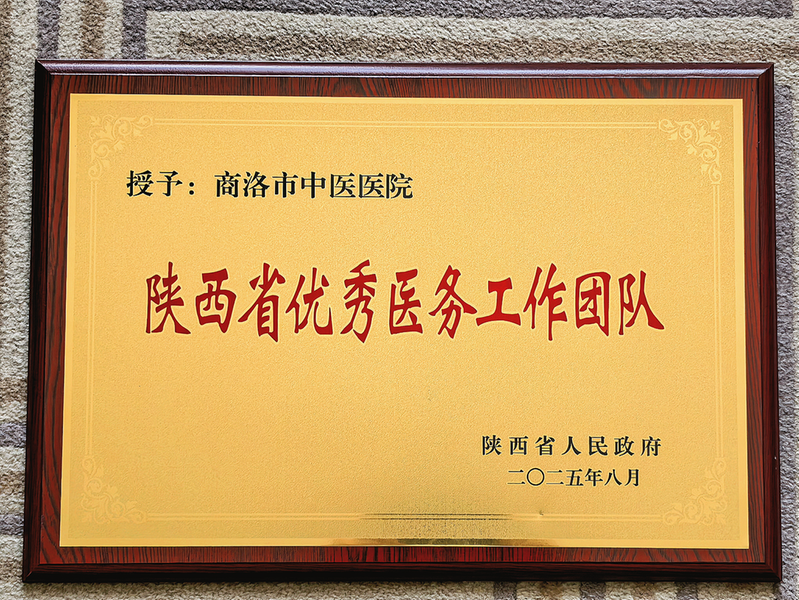 授予：商洛市中医医院
陕西省优秀医务工作团队
陕西省人民政府
二〇二五年八月